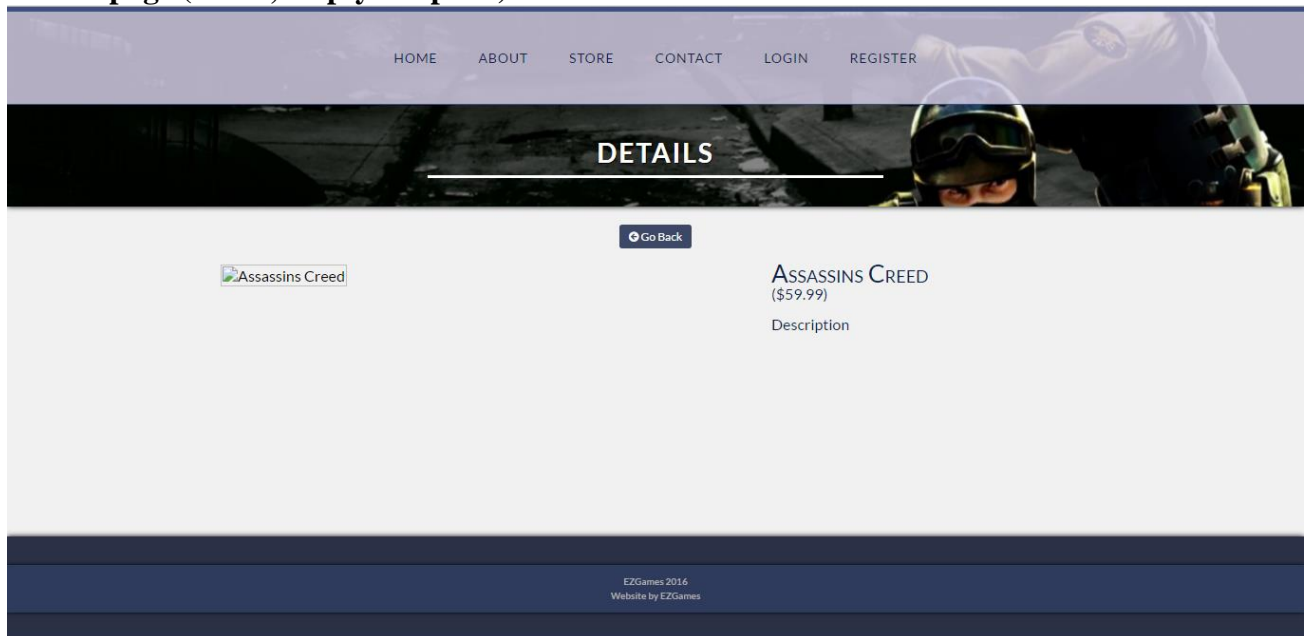 HOME ABOUT STORE CONTACT LOGIN REGISTER
DETAILS
Go Back
Assassins Creed
ASSASSINS CREED
($59.99)
Description
EZGames 2016
Website by EZGames